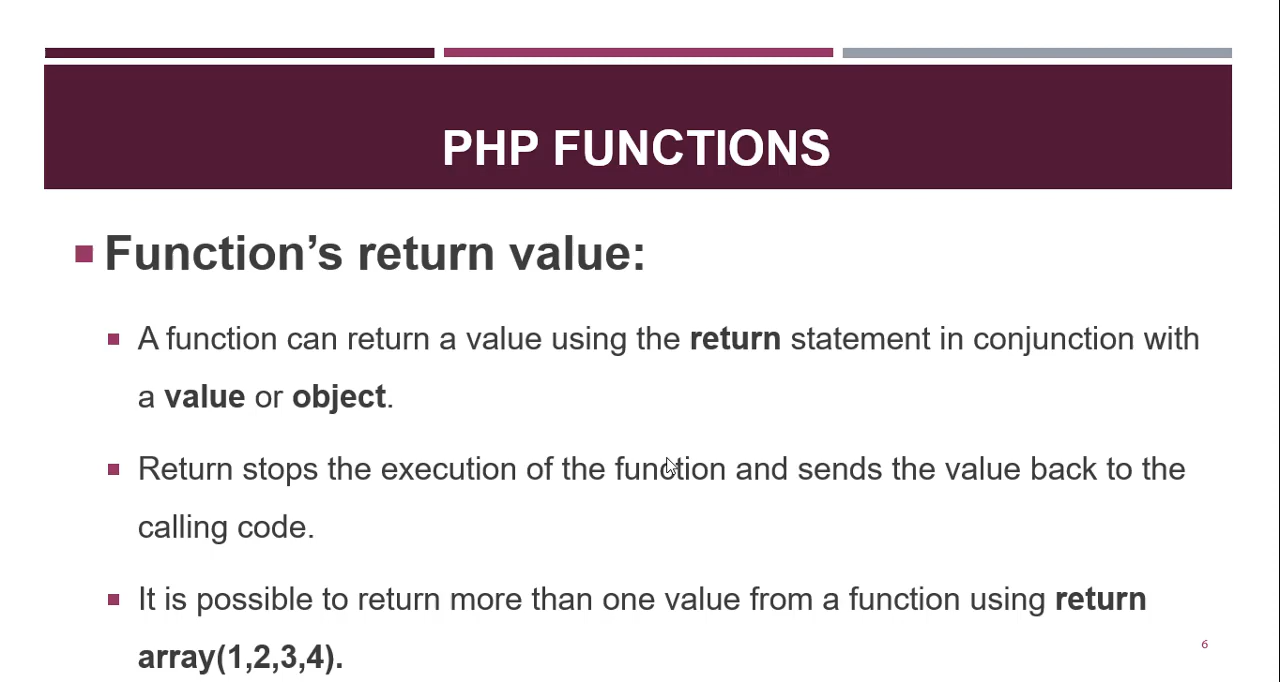 PHP FUNCTIONS
Function’s return value:
A function can return a value using the return statement in conjunction with
a value or object.
Return stops the execution of the function and sends the value back to the
calling code.
It is possible to return more than one value from a function using return
array(1,2,3,4).
6